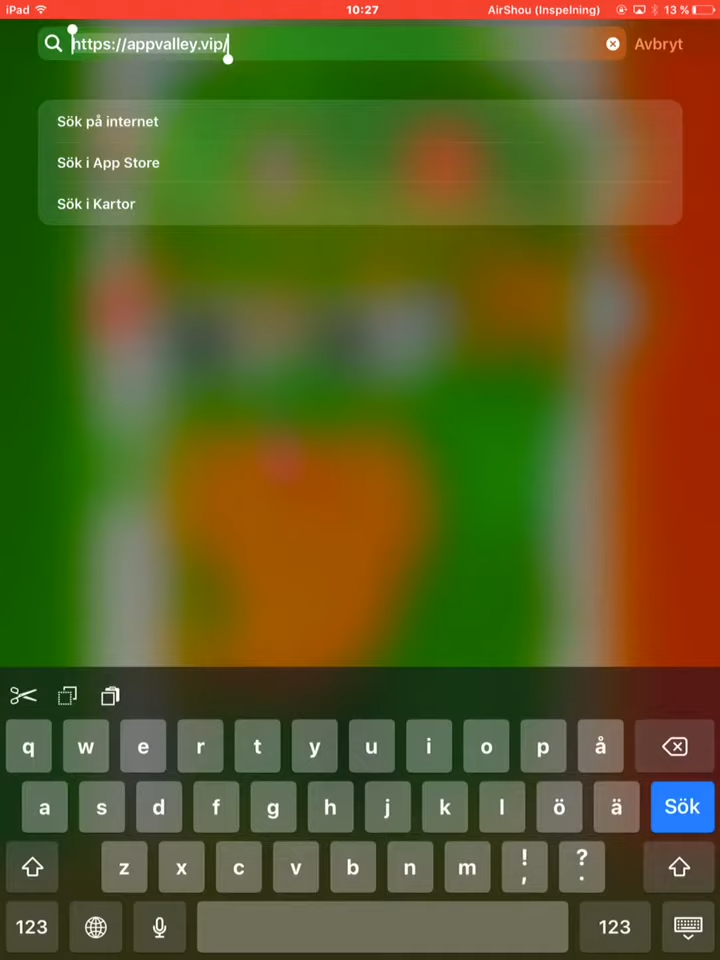 iPad 10:27 AirShou (Inspelning) 13 %
https://appvalley.vip/ Avbryt
Sök på internet
Sök i App Store
Sök i Kartor
q w e r t y u i o p å
a s d f g h j k l ö ä Sök
z x c v b n m ! , ? .
123 123